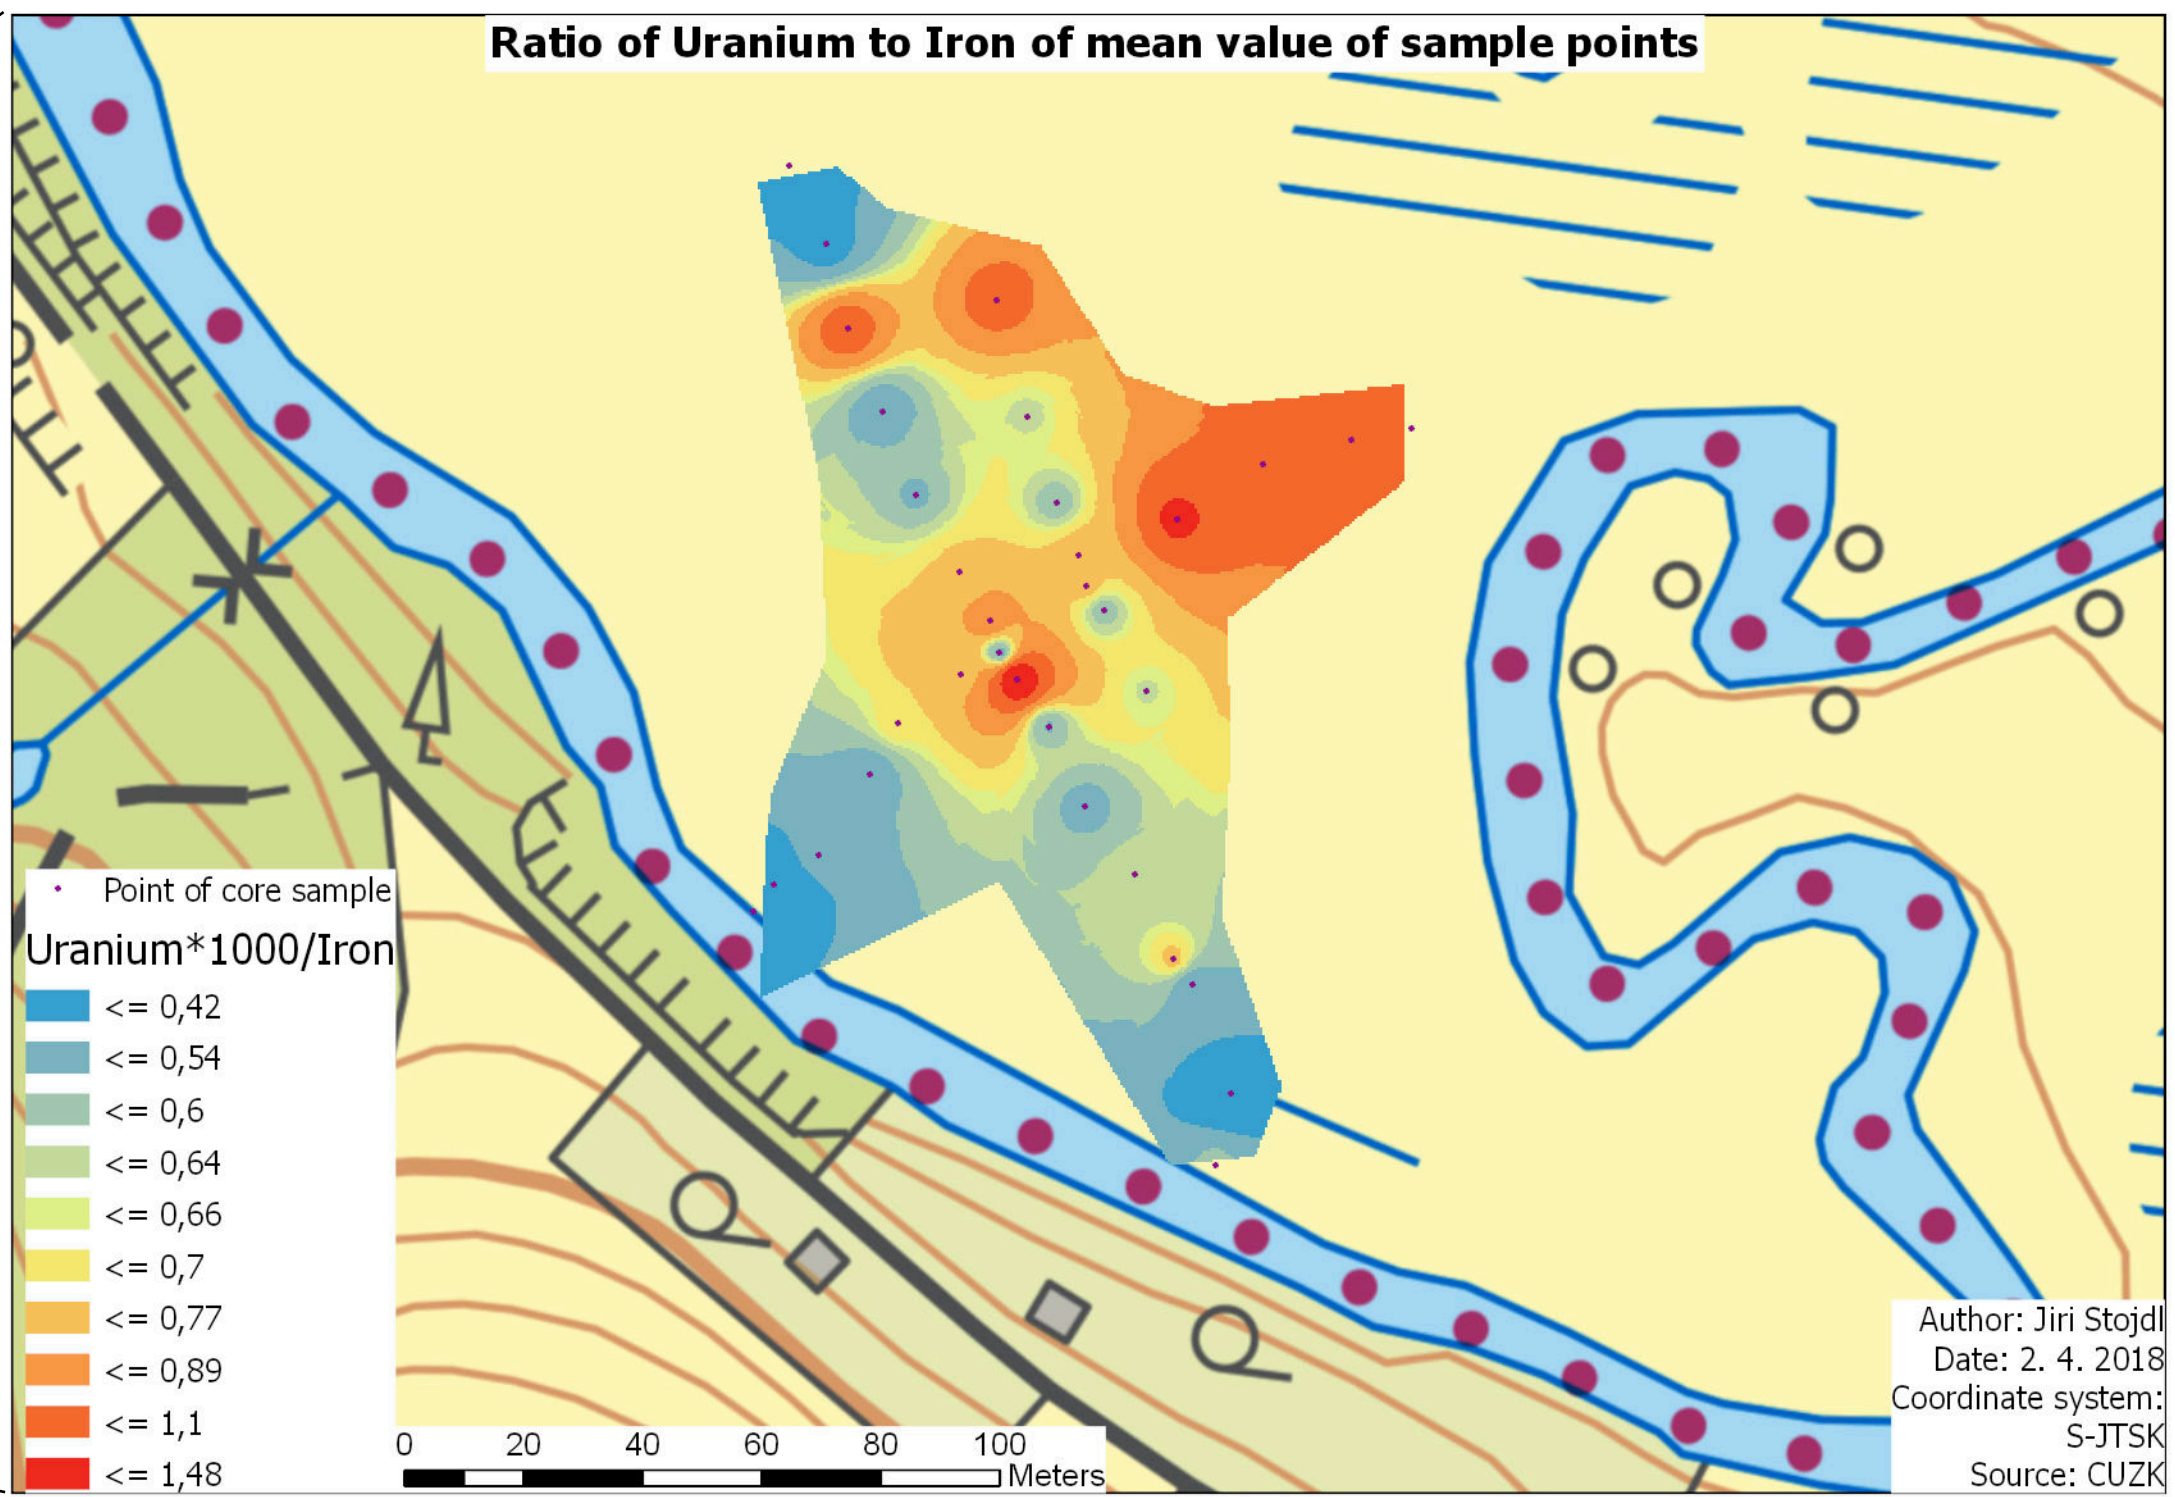 Ratio of Uranium to Iron of mean value of sample points
Point of core sample
Uranium*1000/Iron
<= 0,42
<= 0,54
<= 0,6
<= 0,64
<= 0,66
<= 0,7
<= 0,77
<= 0,89
<= 1,1
<= 1,48
0 20 40 60 80 100
Meters
Author: Jiri Stojdl
Date: 2. 4. 2018
Coordinate system:
S-JTSK
Source: CUZK